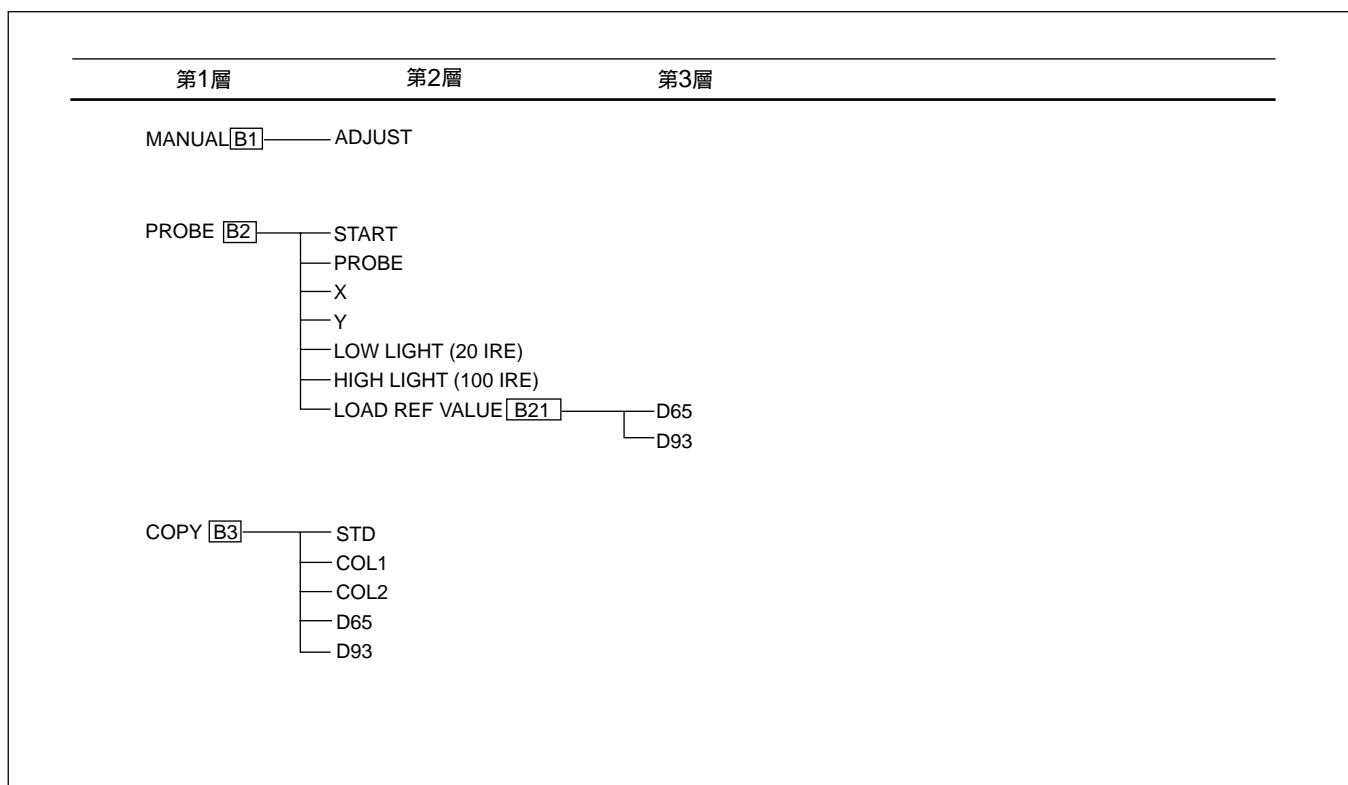 第1層 第2層 第3層
MANUAL B1 ADJUST
PROBE B2 START
PROBE
X
Y
LOW LIGHT (20 IRE)
HIGH LIGHT (100 IRE)
LOAD REF VALUE B21 D65
D93
COPY B3 STD
COL1
COL2
D65
D93